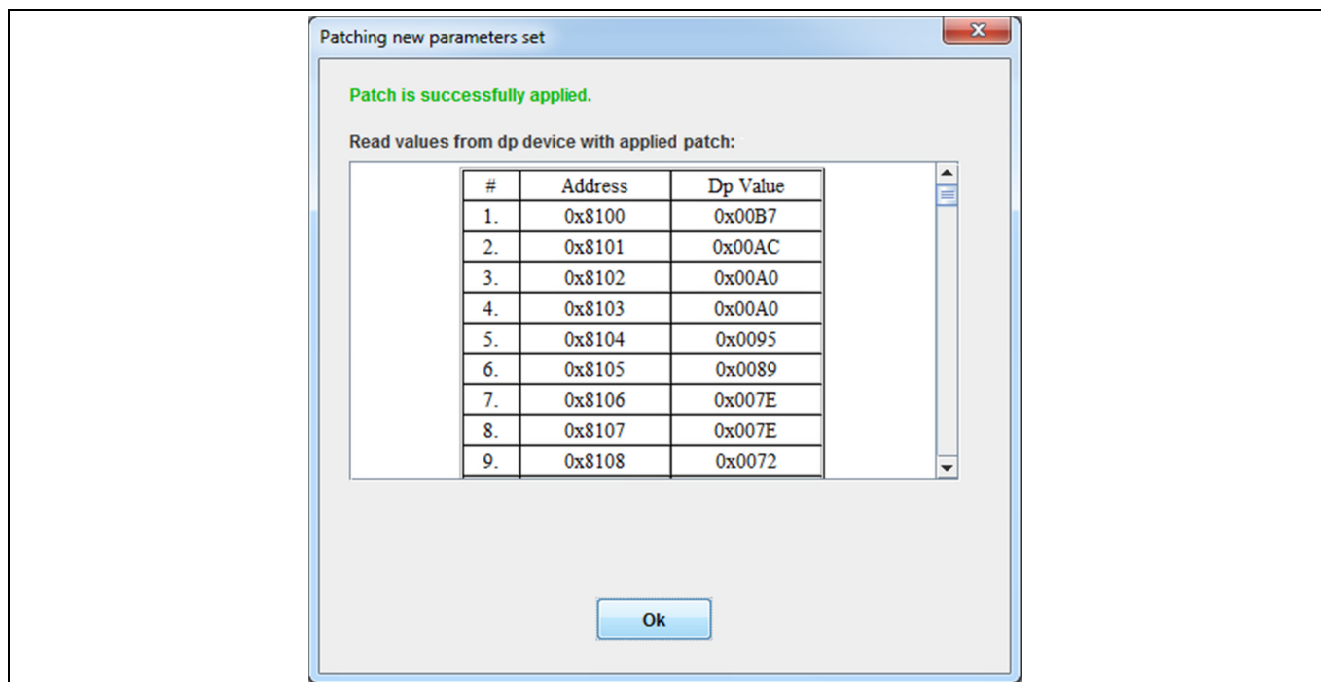 Patching new parameters set
Patch is successfully applied.
Read values from dp device with applied patch:
# Address Dp Value
1. 0x8100 0x00B7
2. 0x8101 0x00AC
3. 0x8102 0x00A0
4. 0x8103 0x00A0
5. 0x8104 0x0095
6. 0x8105 0x0089
7. 0x8106 0x007E
8. 0x8107 0x007E
9. 0x8108 0x0072
Ok